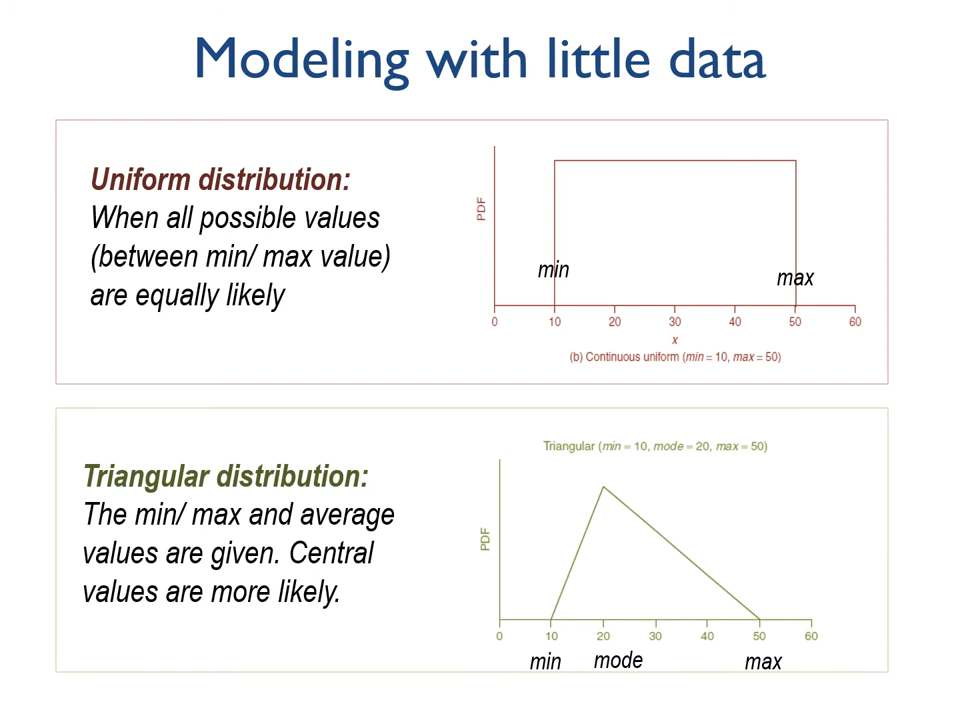 Modeling with little data
Uniform distribution:
When all possible values
(between min/ max value)
are equally likely
PDF
min
max
0 10 20 30 40 50 60
x
(b) Continuous uniform (min = 10, max = 50)
Triangular distribution:
The min/ max and average
values are given. Central
values are more likely.
Triangular (min = 10, mode = 20, max = 50)
PDF
0 10 20 30 40 50 60
min mode max